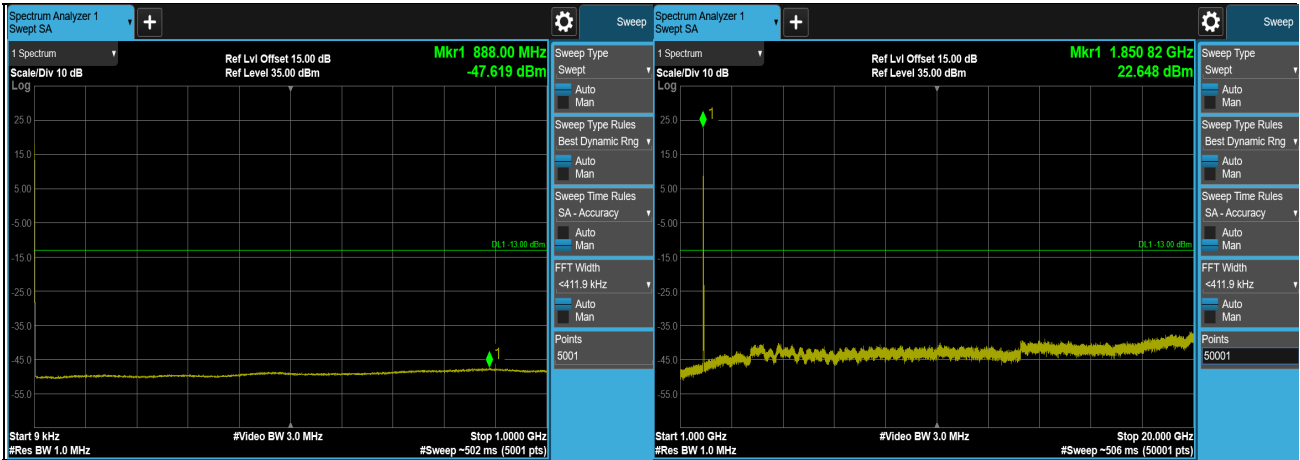 Spectrum Analyzer 1
Swept SA
+
Sweep
1 Spectrum
Scale/Div 10 dB
Log
Ref Lvl Offset 15.00 dB
Ref Level 35.00 dBm
Mkr1 888.00 MHz
-47.619 dBm
25.0
15.0
5.00
-5.00
-15.0
-25.0
-35.0
-45.0
-55.0
1
DL1 -13.00 dBm
Start 9 kHz
#Res BW 1.0 MHz
#Video BW 3.0 MHz
Stop 1.0000 GHz
#Sweep ~502 ms (5001 pts)
Sweep Type
Swept
Auto
Man
Sweep Type Rules
Best Dynamic Rng
Auto
Man
Sweep Time Rules
SA - Accuracy
Auto
Man
FFT Width
<411.9 kHz
Auto
Man
Points
5001
Spectrum Analyzer 1
Swept SA
+
Sweep
1 Spectrum
Scale/Div 10 dB
Log
Ref Lvl Offset 15.00 dB
Ref Level 35.00 dBm
Mkr1 1.850 82 GHz
22.648 dBm
1
25.0
15.0
5.00
-5.00
-15.0
-25.0
-35.0
-45.0
-55.0
DL1 -13.00 dBm
Start 1.000 GHz
#Res BW 1.0 MHz
#Video BW 3.0 MHz
Stop 20.000 GHz
#Sweep ~506 ms (50001 pts)
Sweep Type
Swept
Auto
Man
Sweep Type Rules
Best Dynamic Rng
Auto
Man
Sweep Time Rules
SA - Accuracy
Auto
Man
FFT Width
<411.9 kHz
Auto
Man
Points
50001